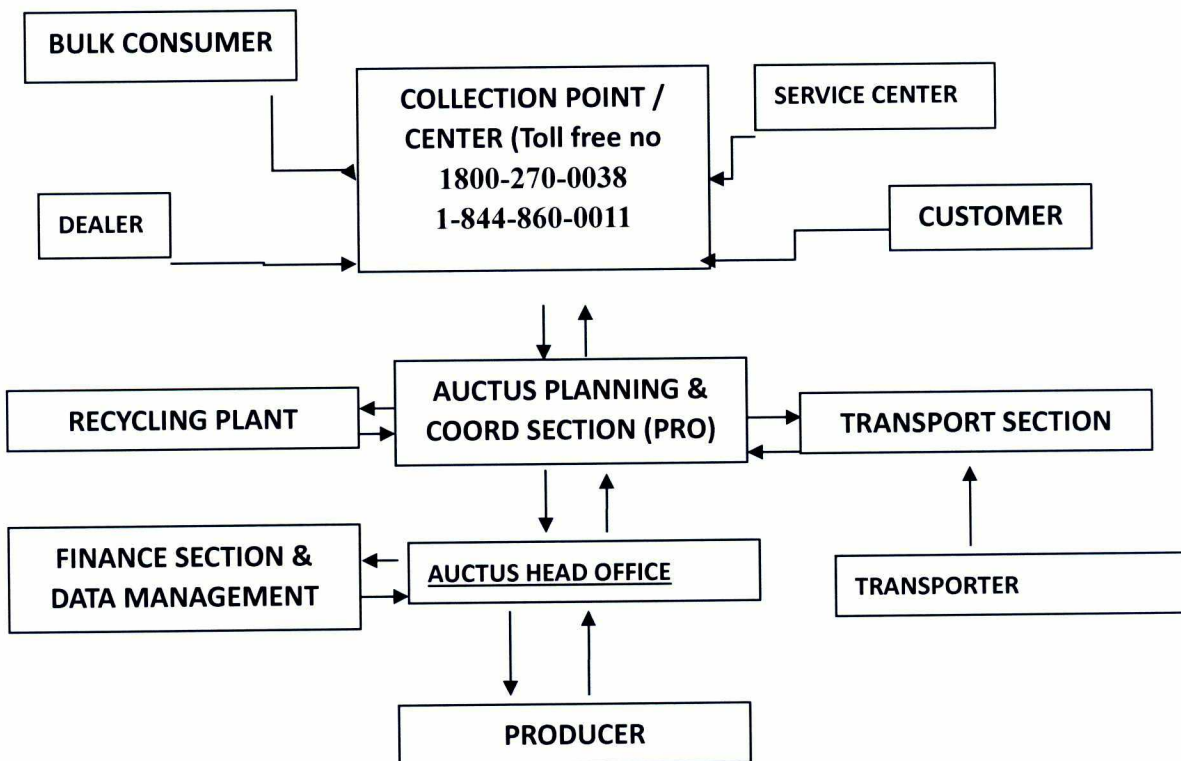 BULK CONSUMER
COLLECTION POINT /
CENTER (Toll free no
1800-270-0038
1-844-860-0011
SERVICE CENTER
DEALER
CUSTOMER
RECYCLING PLANT
AUCTUS PLANNING &
COORD SECTION (PRO)
TRANSPORT SECTION
FINANCE SECTION &
DATA MANAGEMENT
AUCTUS HEAD OFFICE
TRANSPORTER
PRODUCER